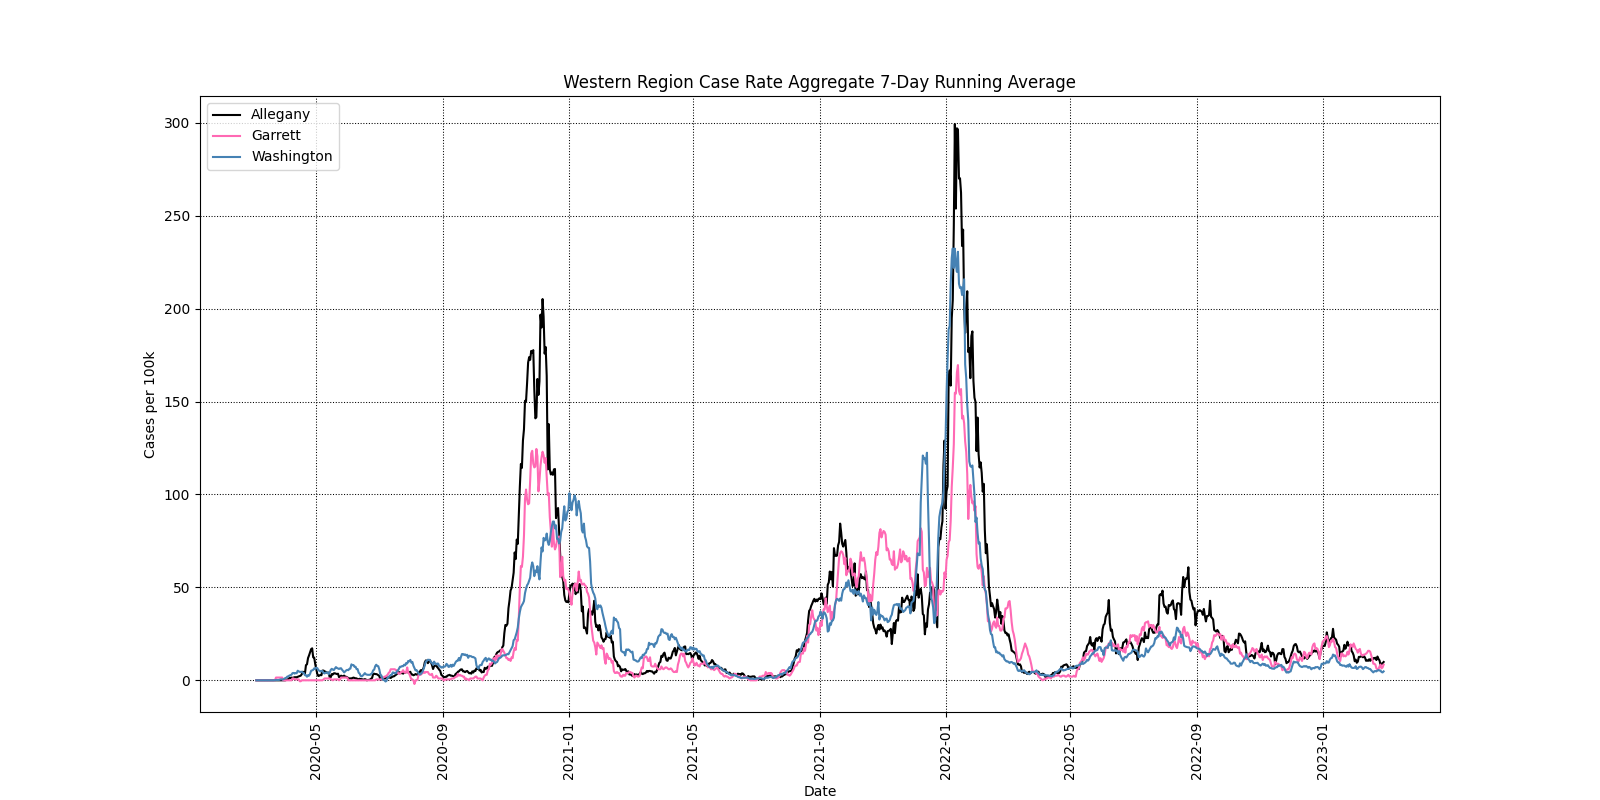 Western Region Case Rate Aggregate 7-Day Running Average
Allegany
Garrett
Washington
300
250
200
150
100
50
0
Cases per 100k
2020-05
2020-09
2021-01
2021-05
2021-09
2022-01
2022-05
2022-09
2023-01
Date